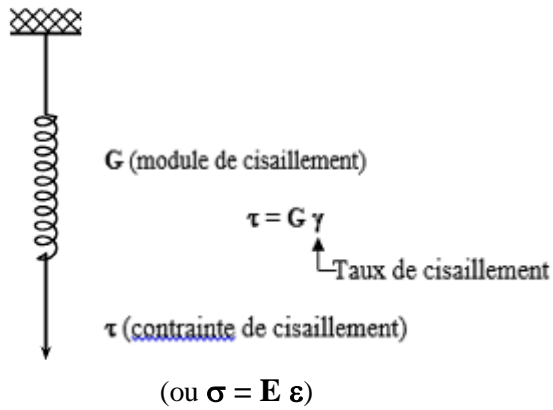 G (module de cisaillement)
τ = G γ
Taux de cisaillement
τ (contrainte de cisaillement)
(ou σ = E ε)